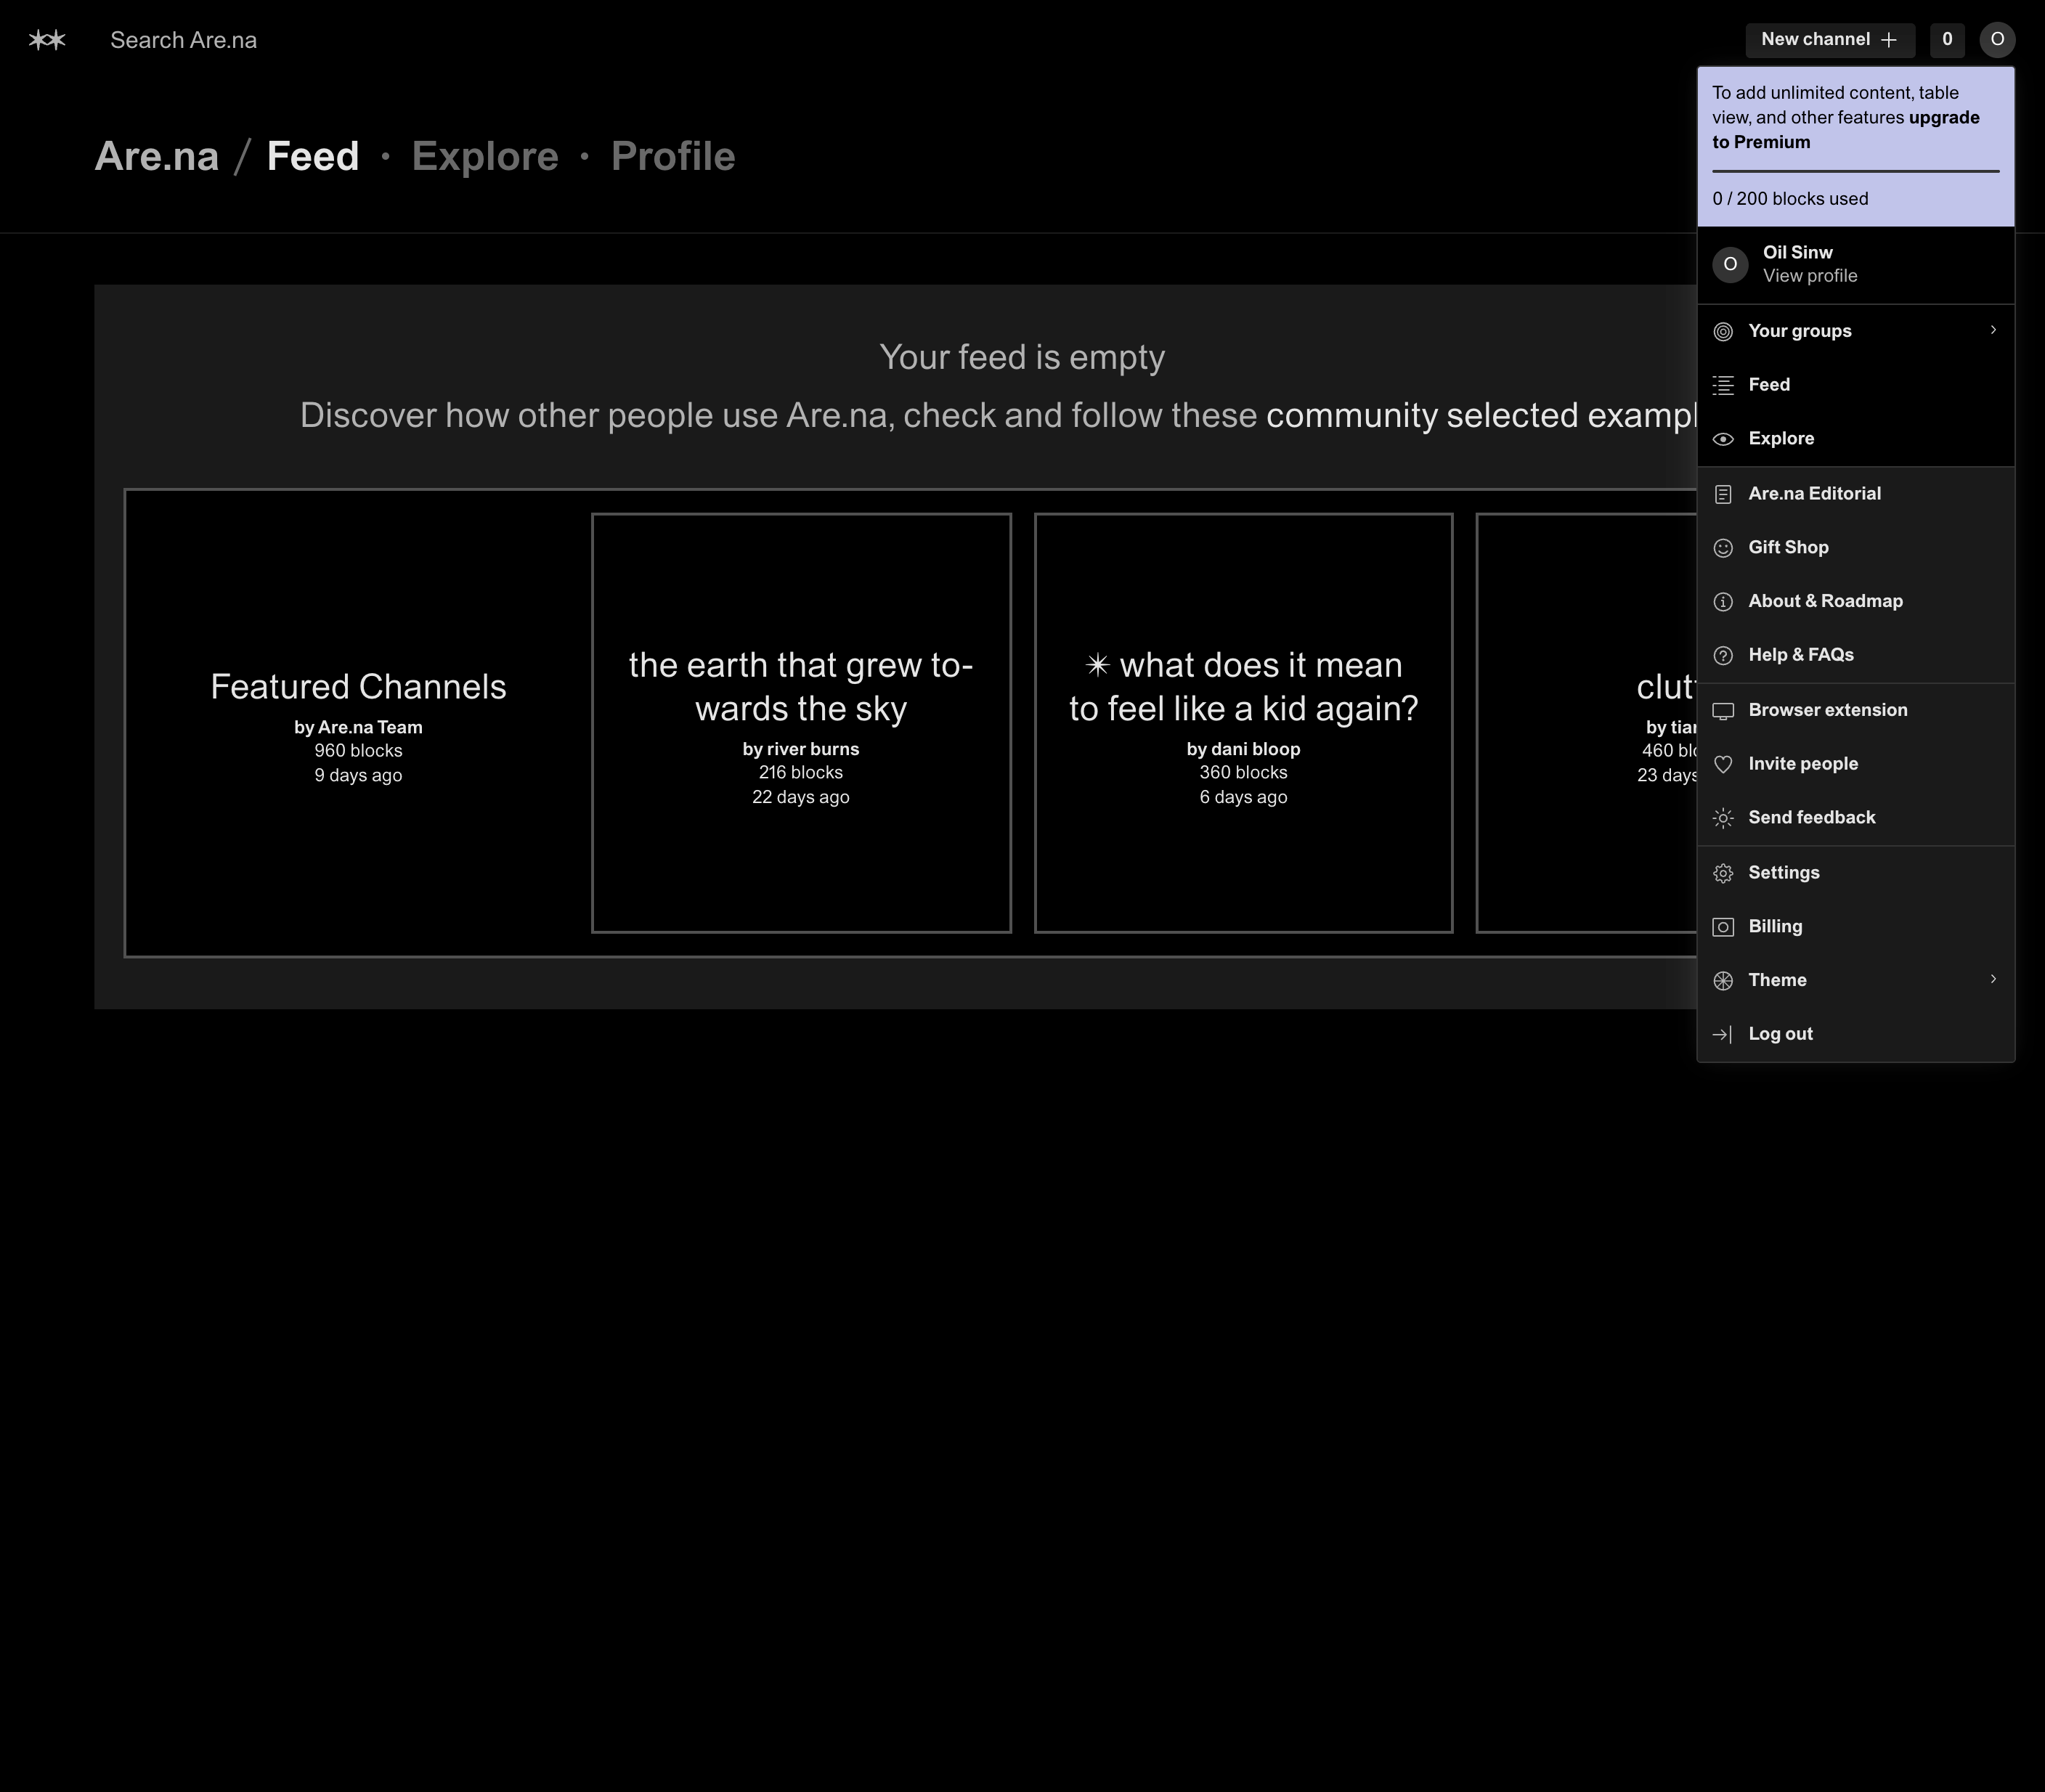 Search Are.na
New channel
0
O
Are.na / Feed · Explore · Profile
To add unlimited content, table
view, and other features upgrade
to Premium
0 / 200 blocks used
O
Oil Sinw
View profile
Your groups
Feed
Explore
Are.na Editorial
Gift Shop
About & Roadmap
Help & FAQs
Browser extension
Invite people
Send feedback
Settings
Billing
Theme
Log out
Your feed is empty
Discover how other people use Are.na, check and follow these community selected
Featured Channels
by Are.na Team
960 blocks
9 days ago
the earth that grew to-
wards the sky
by river burns
216 blocks
22 days ago
✴ what does it mean
to feel like a kid again?
by dani bloop
360 blocks
6 days ago
by
460
23 days